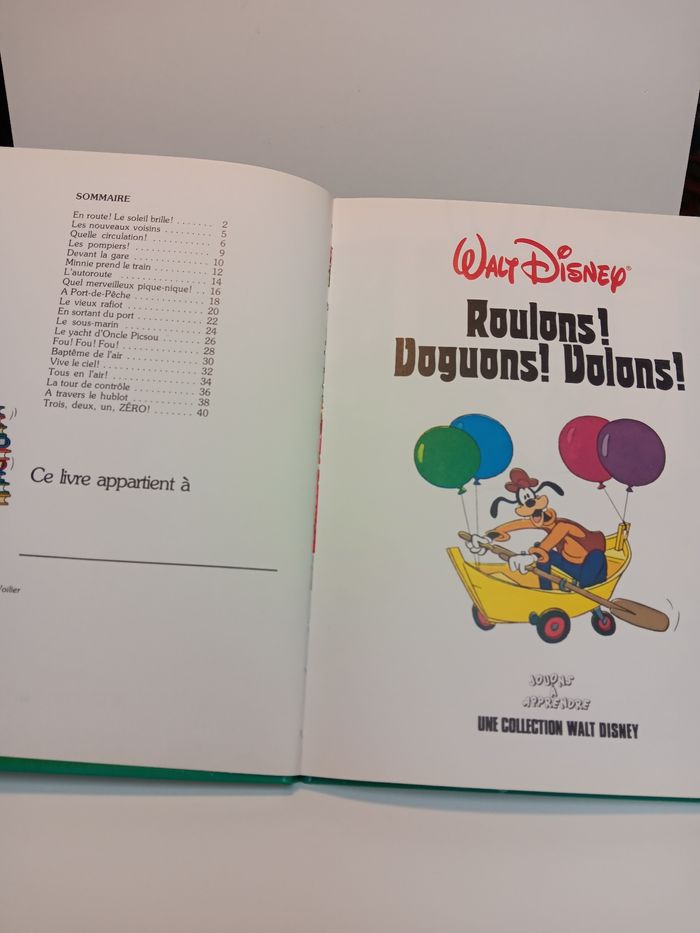 SOMMAIRE
En route! Le soleil brille! ....... 2
Les nouveaux voisins ......... 5
Quelle circulation! ............ 6
Les pompiers! ................ 9
Devant la gare ................ 10
Minnie prend le train .......... 12
L'autoroute .................. 14
Quel merveilleux pique-nique! .. 16
A Port-de-Pêche .............. 18
Le vieux rafiot ................ 20
En sortant du port ............ 22
Le sous-marin ................ 24
Le yacht d'Oncle Picsou ........ 26
Fou! Fou! Fou! ................ 28
Baptême de l'air .............. 30
Vive le ciel! .................. 32
Tous en l'air! ................ 34
La tour de contrôle ............ 36
A travers le hublot ............ 38
Trois, deux, un, ZÉRO! ....... 40
Ce livre appartient à
Voilier
WALT DISNEY®
Roulons!
Voguons! Volons!
JOUONS
A
APPRENDRE
UNE COLLECTION WALT DISNEY